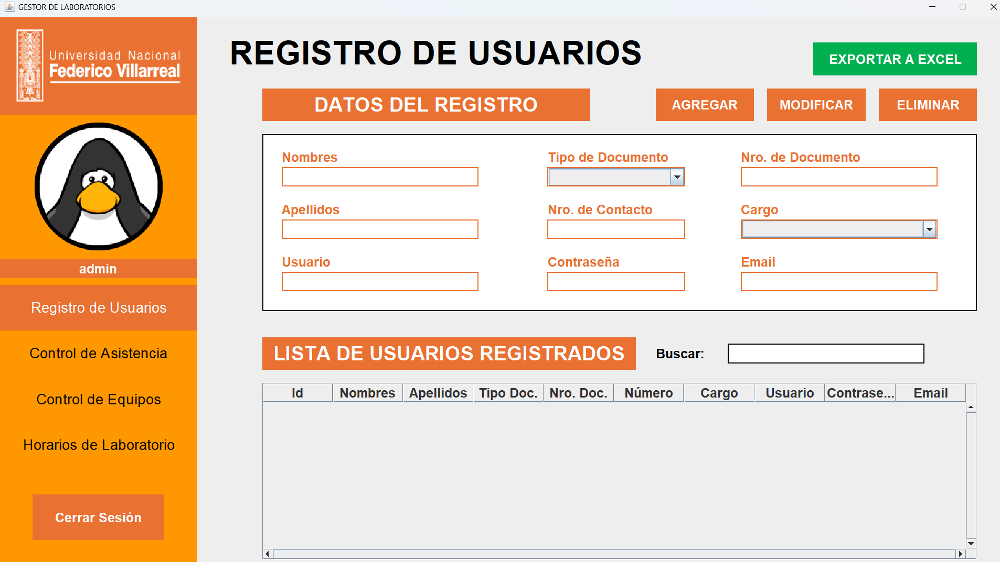 GESTOR DE LABORATORIOS
Universidad Nacional
Federico Villarreal
admin
Registro de Usuarios
Control de Asistencia
Control de Equipos
Horarios de Laboratorio
Cerrar Sesión
REGISTRO DE USUARIOS
EXPORTAR A EXCEL
DATOS DEL REGISTRO
AGREGAR
MODIFICAR
ELIMINAR
Nombres
Tipo de Documento
Nro. de Documento
Apellidos
Nro. de Contacto
Cargo
Usuario
Contraseña
Email
LISTA DE USUARIOS REGISTRADOS
Buscar:
Id Nombres Apellidos Tipo Doc. Nro. Doc. Número Cargo Usuario Contrase... Email